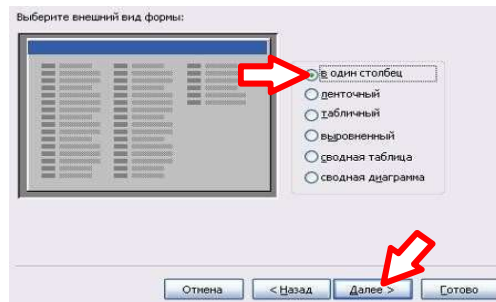 Выберите внешний вид формы:
в один столбец
ленточный
табличный
выровненный
сводная таблица
сводная диаграмма
Отмена
< Назад
Далее >
Готово